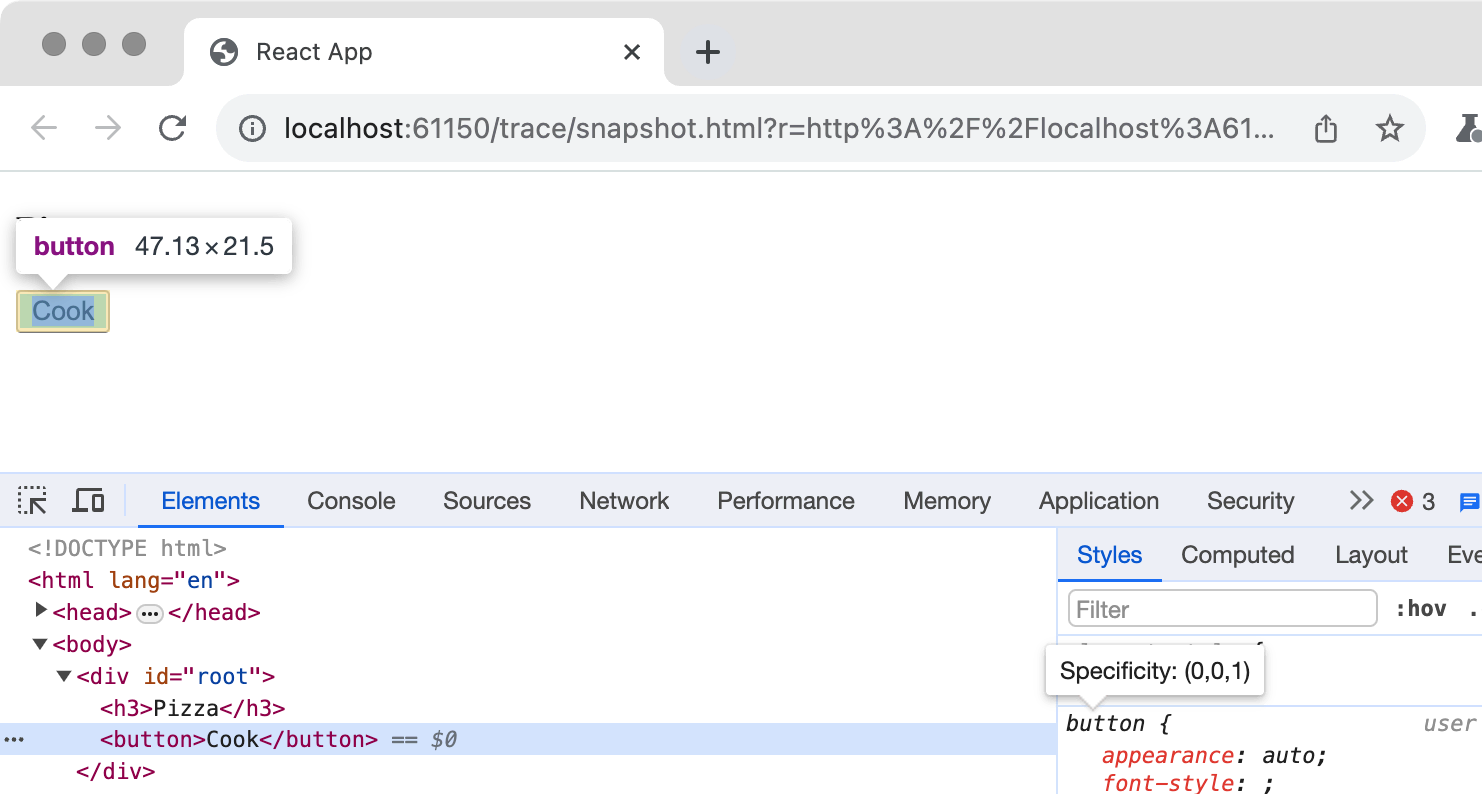 React App
localhost:61150/trace/snapshot.html?r=http%3A%2F%2Flocalhost%3A61...
button 47.13×21.5
Cook
Elements Console Sources Network Performance Memory Application Security 3
<!DOCTYPE html>
<html lang="en">
<head>
</head>
<body>
<div id="root">
<h3>Pizza</h3>
<button>Cook</button> == $0
</div>
Styles Computed Layout
Filter :hov .
Specificity: (0,0,1)
button { user
appearance: auto;
font-style: ;